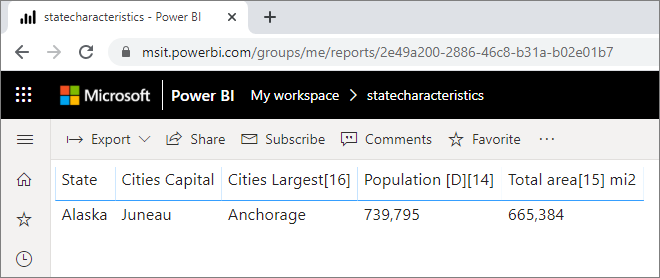 statecharacteristics - Power BI
msit.powerbi.com/groups/me/reports/2e49a200-2886-46c8-b31a-b02e01b7
Microsoft Power BI My workspace > statecharacteristics
Export Share Subscribe Comments Favorite ...
State Cities Capital Cities Largest[16] Population [D][14] Total area[15] mi2
Alaska Juneau Anchorage 739,795 665,384